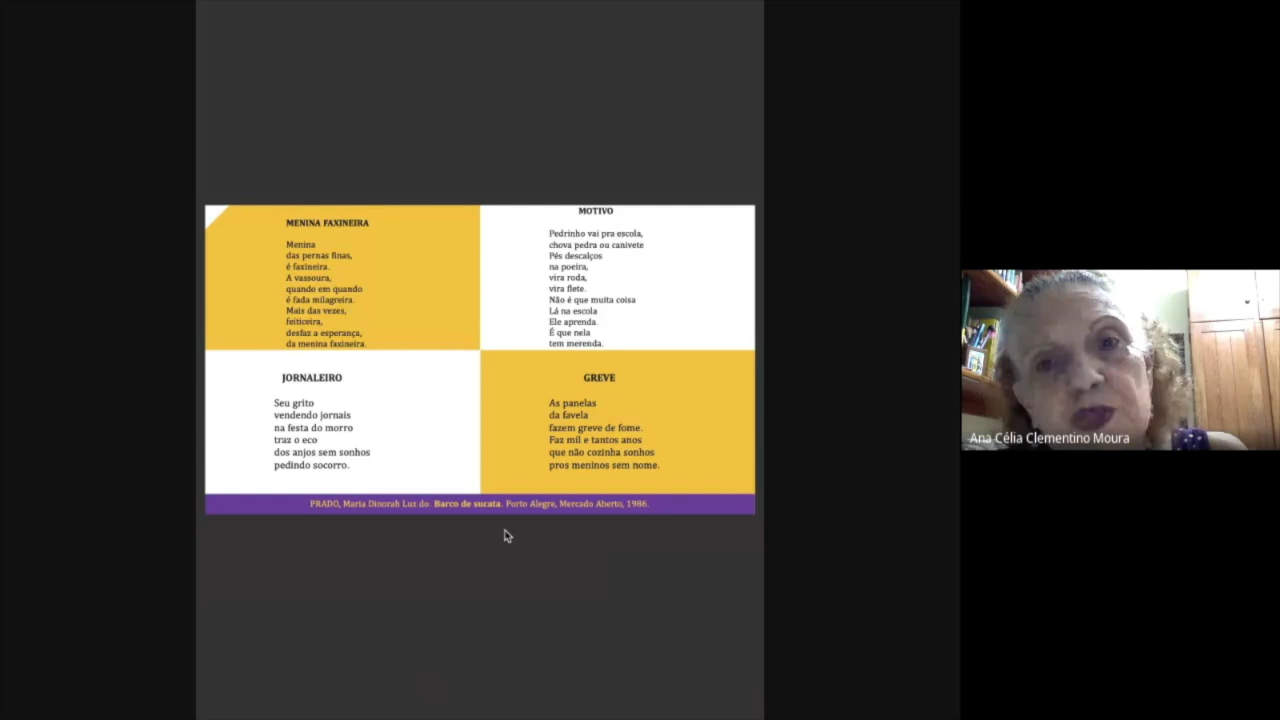 MENINA FAXINEIRA
Menina
das pernas finas,
é faxineira.
A vassoura,
quando em quando
é fada milagreira.
Mais das vezes,
feiticeira,
desfaz a esperança,
da menina faxineira.
MOTIVO
Pedrinho vai pra escola,
chova pedra ou canivete
Pés descalços
na poeira,
vira roda,
vira flete.
Não é que muita coisa
Lá na escola
Ele aprenda.
É que nela
tem merenda.
JORNALEIRO
Seu grito
vendendo jornais
na festa do morro
traz o eco
dos anjos sem sonhos
pedindo socorro.
GREVE
As panelas
da favela
fazem greve de fome.
Faz mil e tantos anos
que não cozinha sonhos
pros meninos sem nome.
PRADO, Maria Dinorah Luz do. Barco de sucata. Porto Alegre, Mercado Aberto, 1986.
Ana Célia Clementino Moura